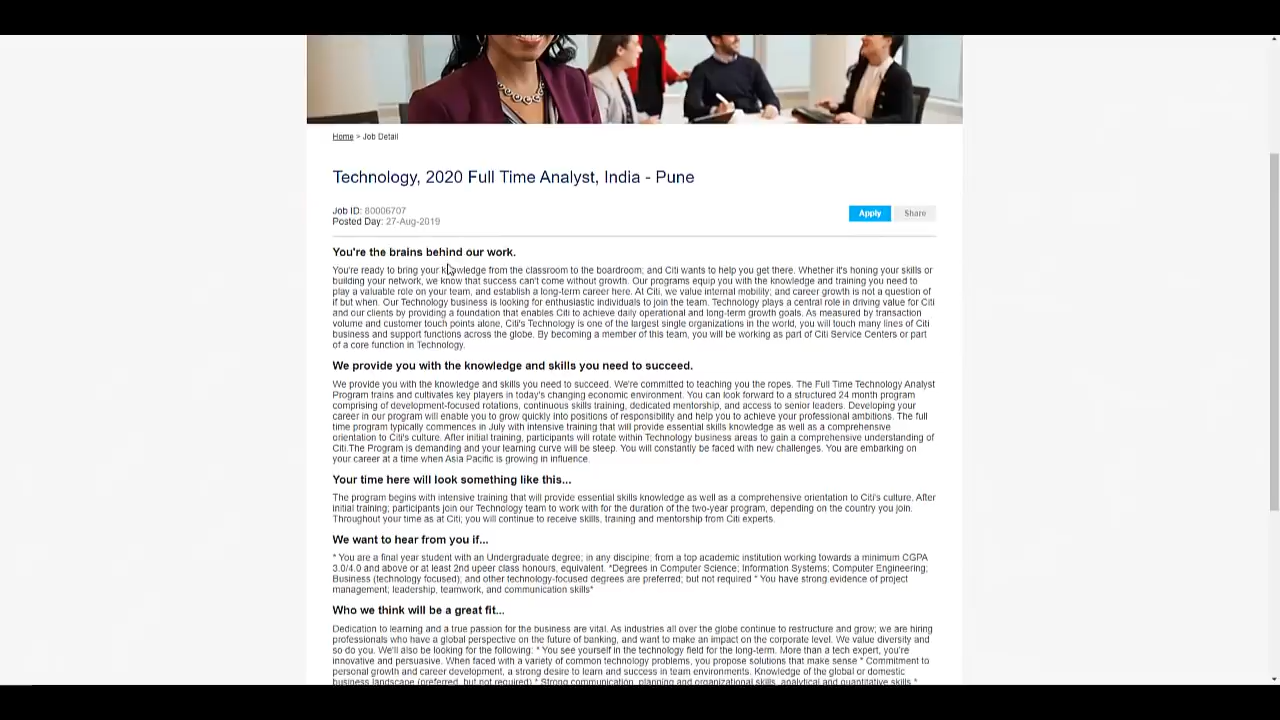 Home > Job Detail
Technology, 2020 Full Time Analyst, India - Pune
Job ID: 80006707
Posted Day: 27-Aug-2019
Apply
Share
You're the brains behind our work.
You're ready to bring your knowledge from the classroom to the boardroom; and Citi wants to help you get there. Whether it's honing your skills or
building your network, we know that success can't come without growth. Our programs equip you with the knowledge and training you need to
play a valuable role on your team, and establish a long-term career here. At Citi, we value internal mobility; and career growth is not a question of
if but when. Our Technology business is looking for enthusiastic individuals to join the team. Technology plays a central role in driving value for Citi
and our clients by providing a foundation that enables Citi to achieve daily operational and long-term growth goals. As measured by transaction
volume and customer touch points alone, Citi's Technology is one of the largest single organizations in the world, you will touch many lines of Citi
business and support functions across the globe. By becoming a member of this team, you will be working as part of Citi Service Centers or part
of a core function in Technology.
We provide you with the knowledge and skills you need to succeed.
We provide you with the knowledge and skills you need to succeed. We're committed to teaching you the ropes. The Full Time Technology Analyst
Program trains and cultivates key players in today's changing economic environment. You can look forward to a structured 24 month program
comprising of development-focused rotations, continuous skills training, dedicated mentorship, and access to senior leaders. Developing your
career in our program will enable you to grow quickly into positions of responsibility and help you to achieve your professional ambitions. The full
time program typically commences in July with intensive training that will provide essential skills knowledge as well as a comprehensive
orientation to Citi's culture. After initial training, participants will rotate within Technology business areas to gain a comprehensive understanding of
Citi.The Program is demanding and your learning curve will be steep. You will constantly be faced with new challenges. You are embarking on
your career at a time when Asia Pacific is growing in influence.
Your time here will look something like this...
The program begins with intensive training that will provide essential skills knowledge as well as a comprehensive orientation to Citi's culture. After
initial training; participants join our Technology team to work with for the duration of the two-year program, depending on the country you join.
Throughout your time as at Citi; you will continue to receive skills, training and mentorship from Citi experts.
We want to hear from you if...
* You are a final year student with an Undergraduate degree; in any discipline; from a top academic institution working towards a minimum CGPA
3.0/4.0 and above or at least 2nd upeer class honours, equivalent. *Degrees in Computer Science; Information Systems; Computer Engineering;
Business (technology focused); and other technology-focused degrees are preferred; but not required * You have strong evidence of project
management; leadership, teamwork, and communication skills*
Who we think will be a great fit...
Dedication to learning and a true passion for the business are vital. As industries all over the globe continue to restructure and grow; we are hiring
professionals who have a global perspective on the future of banking, and want to make an impact on the corporate level. We value diversity and
so do you. We'll also be looking for the following: * You see yourself in the technology field for the long-term. More than a tech expert, you're
innovative and persuasive. When faced with a variety of common technology problems, you propose solutions that make sense * Commitment to
personal growth and career development, a strong desire to learn and success in team environments. Knowledge of the global or domestic
business landscape (preferred, but not required) * Strong communication, planning and organizational skills, analytical and quantitative skills *